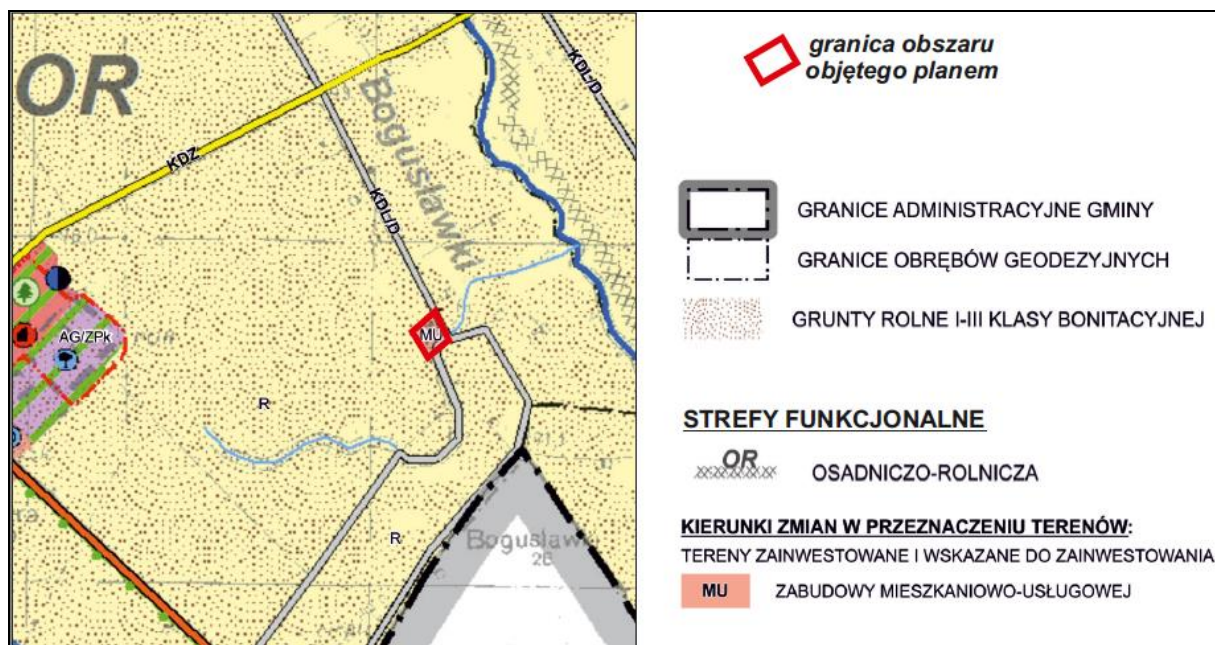 OR
KDZ
KDL/D
KDL/D
Bogusławki
MU
AG/ZPk
R
R
granica obszaru
objętego planem
GRANICE ADMINISTRACYJNE GMINY
GRANICE OBRĘBÓW GEODEZYJNYCH
GRUNTY ROLNE I-III KLASY BONITACYJNEJ
STREFY FUNKCJONALNE
OR
OSADNICZO-ROLNICZA
KIERUNKI ZMIAN W PRZEZNACZENIU TERENÓW:
TERENY ZAINWESTOWANE I WSKAZANE DO ZAINWESTOWANIA
MU
ZABUDOWY MIESZKANIOWO-USŁUGOWEJ